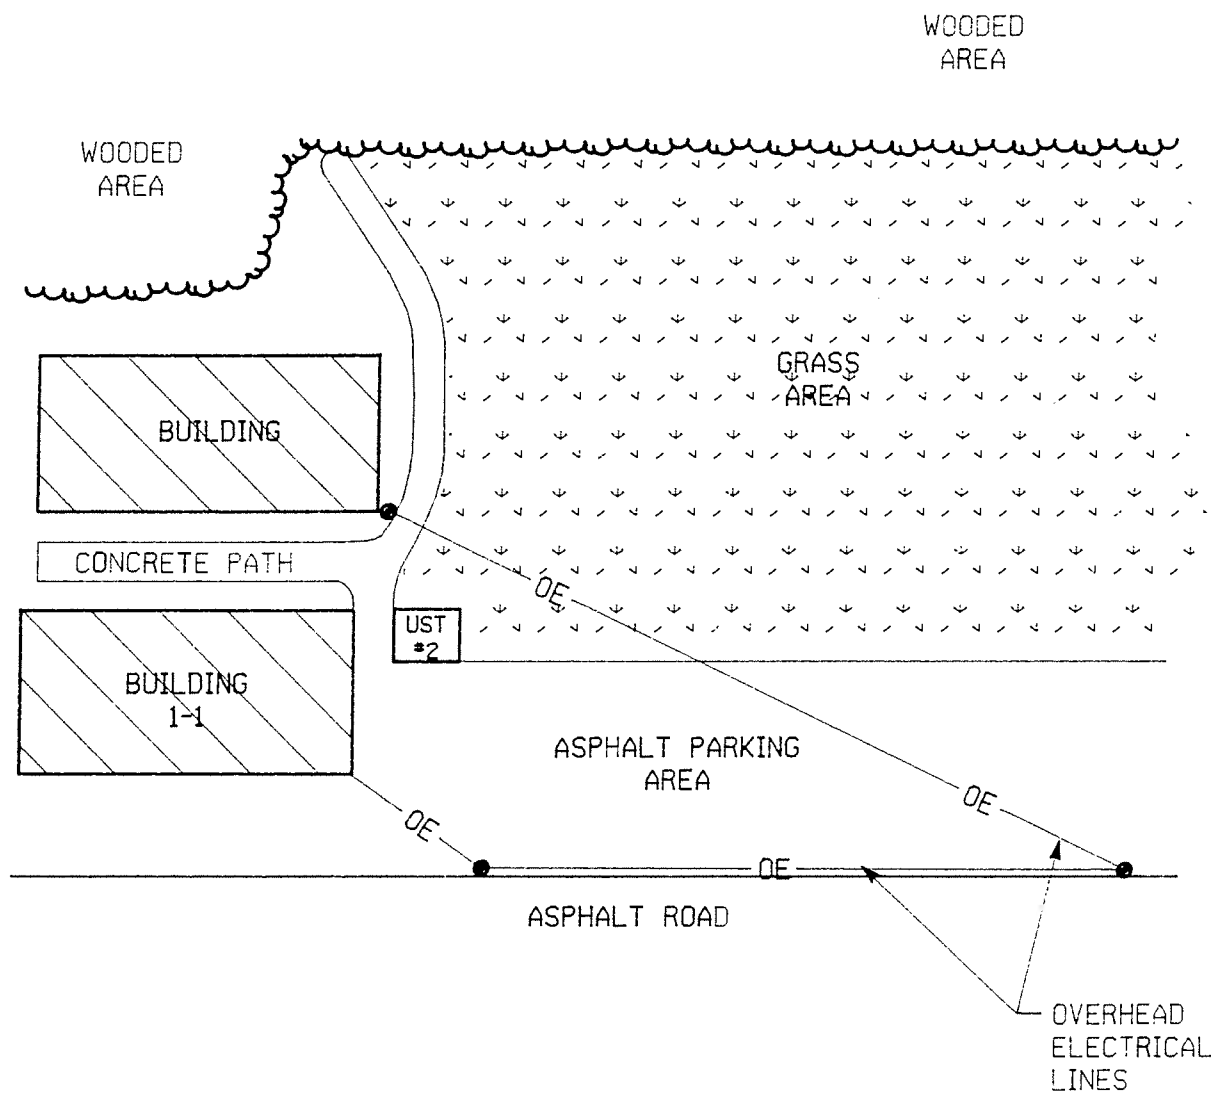 WOODED
AREA
WOODED
AREA
GRASS
AREA
BUILDING
CONCRETE PATH
OE
UST
#2
BUILDING
1-1
ASPHALT PARKING
AREA
OE
OE
OE
ASPHALT ROAD
OVERHEAD
ELECTRICAL
LINES